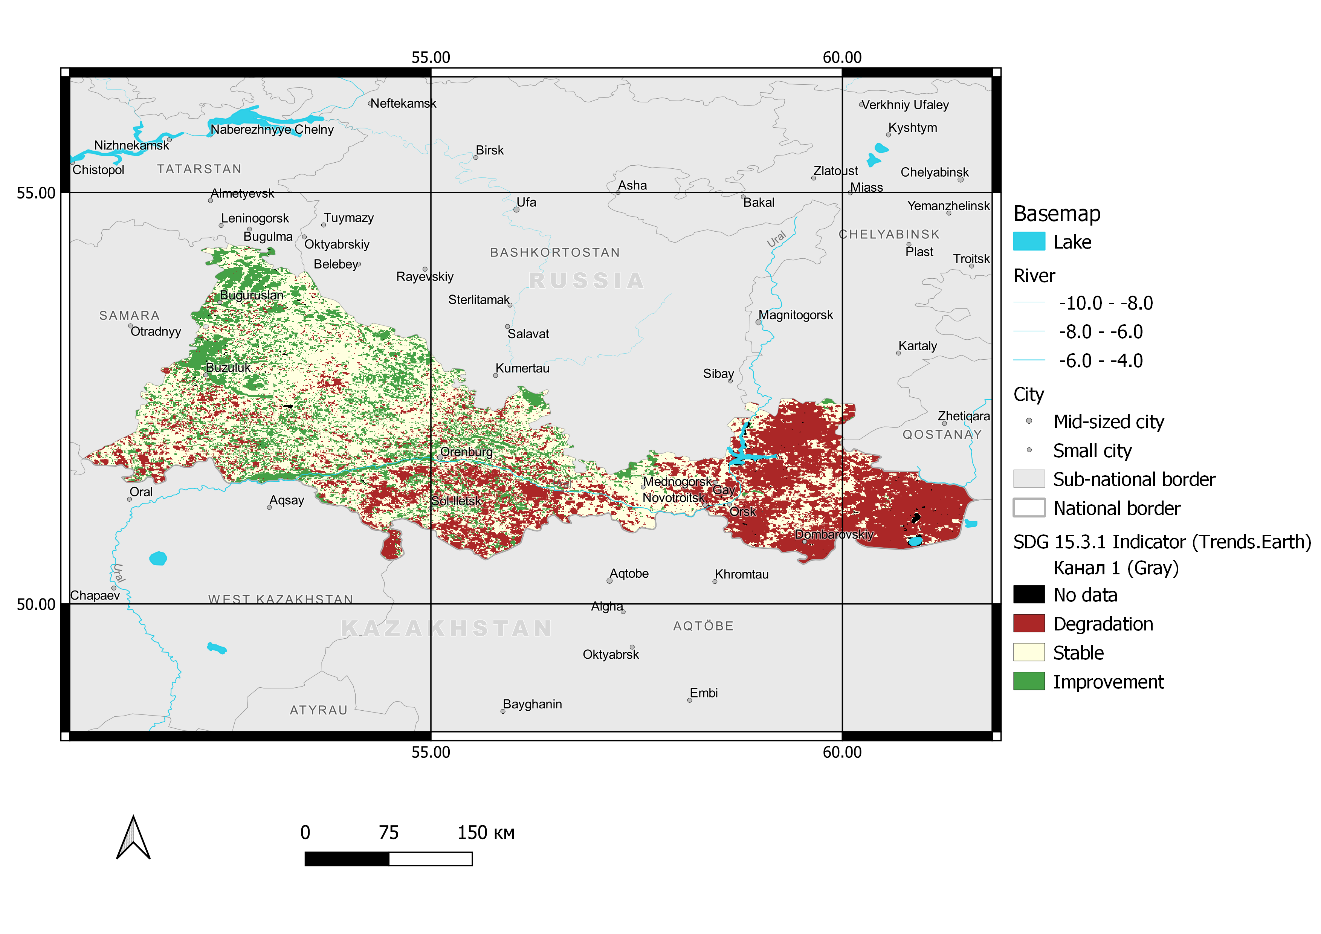 55.00
60.00
Neftekamsk
Verkhniy Ufaley
Naberezhnyye Chelny
Kyshtym
Nizhnekamsk
Birsk
Chistopol
TATARSTAN
Zlatoust
Chelyabinsk
Asha
Miass
55.00
Almetyevsk
Ufa
Bakal
Yemanzhelinsk
Leninogorsk
Tuymazy
Bugulma
Oktyabrskiy
Ural
CHELYABINSK
BASHKORTOSTAN
Plast
Belebey
Rayevskiy
Troitsk
RUSSIA
Buguruslan
Sterlitamak
SAMARA
Otradnyy
Salavat
Magnitogorsk
Kartaly
Buzuluk
Kumertau
Sibay
Zhetiqara
QOSTANAY
Orenburg
Mednogorsk
Gay
Oral
Aqsay
Sol-Iletsk
Novotroitsk
Orsk
Dombarovskiy
Ural
Aqtobe
Khromtau
Chapaev
WEST KAZAKHSTAN
50.00
Algha
KAZAKHSTAN
AQTÖBE
Oktyabrsk
Embi
ATYRAU
Bayghanin
55.00
60.00
Basemap
Lake
River
-10.0 - -8.0
-8.0 - -6.0
-6.0 - -4.0
City
Mid-sized city
Small city
Sub-national border
National border
SDG 15.3.1 Indicator (Trends.Earth)
Канал 1 (Gray)
No data
Degradation
Stable
Improvement
0 75 150 км